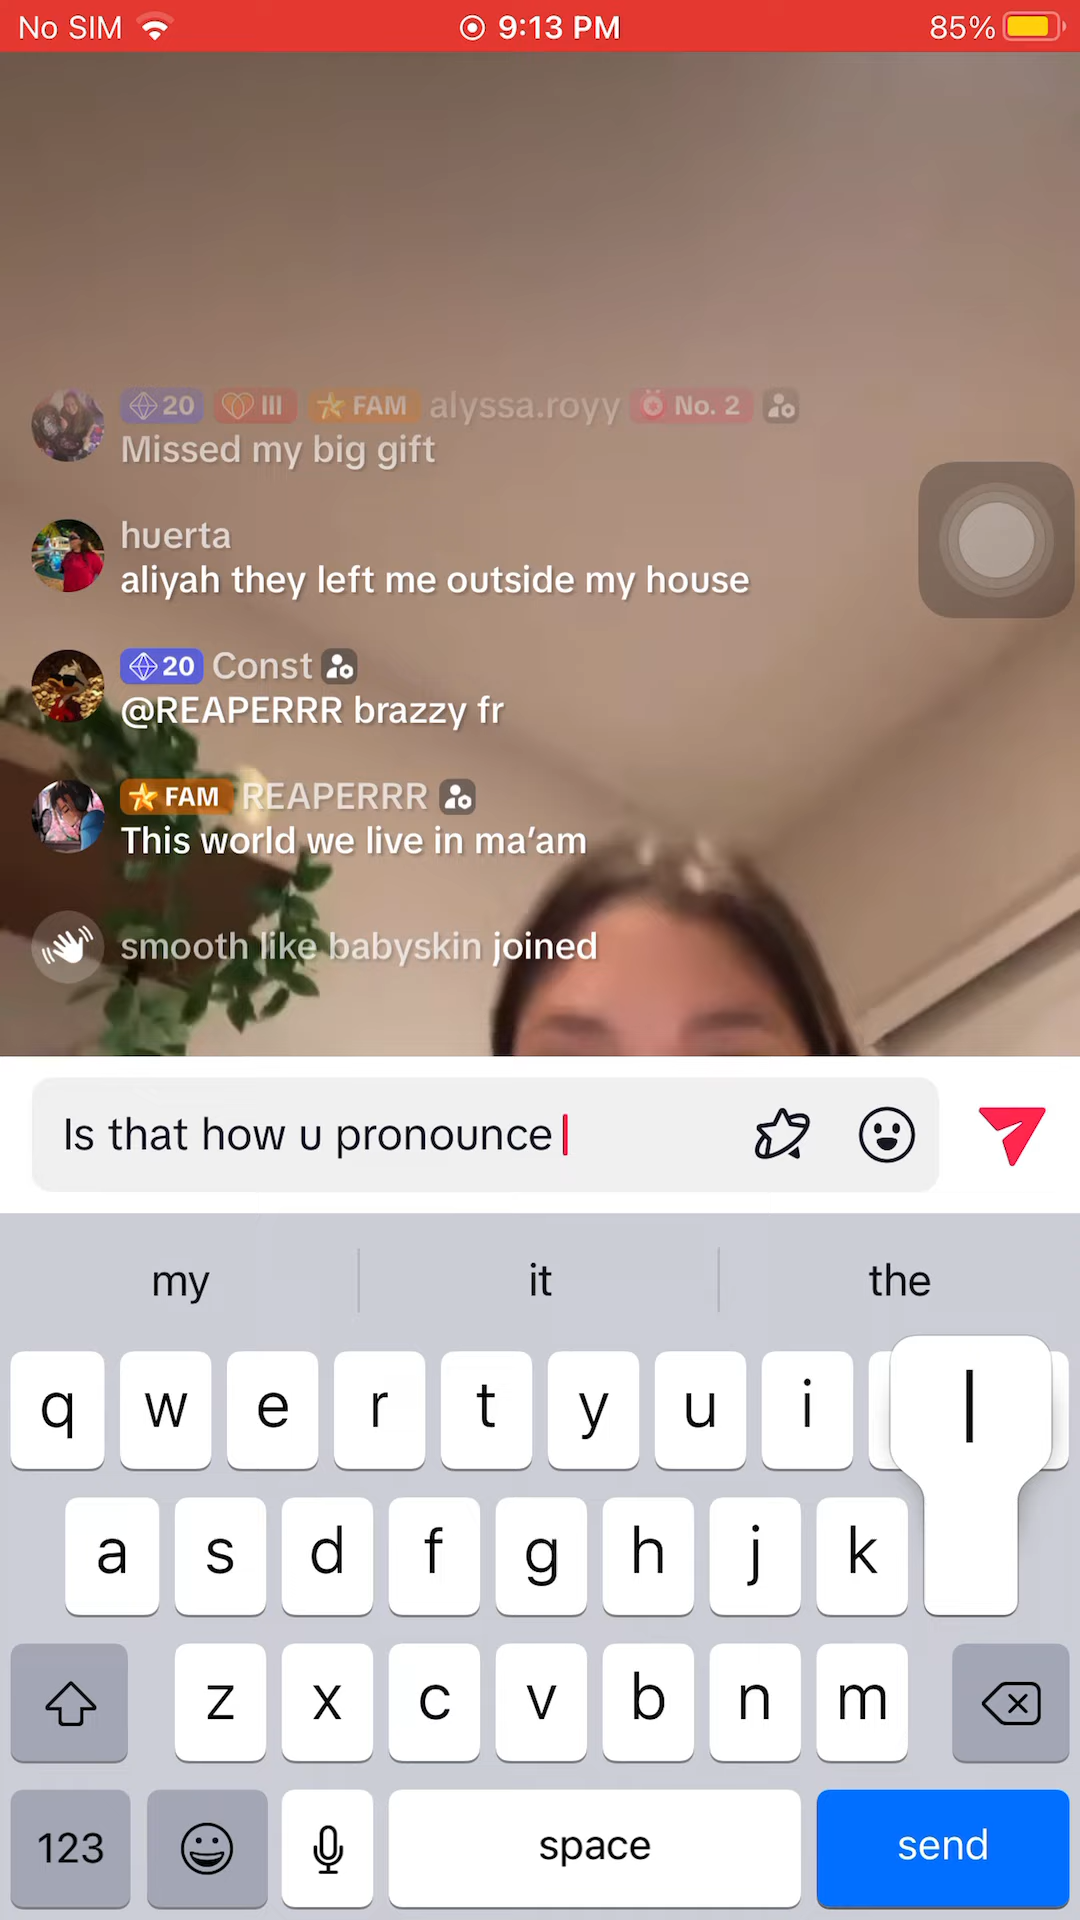 No SIM 9:13 PM 85%
20 III FAM alyssa.royy No. 2
Missed my big gift
huerta
aliyah they left me outside my house
20 Const
@REAPERRR brazzy fr
FAM REAPERRR
This world we live in ma’am
smooth like babyskin joined
Is that how u pronounce
my it the
q w e r t y u i l
a s d f g h j k
z x c v b n m
123 space send